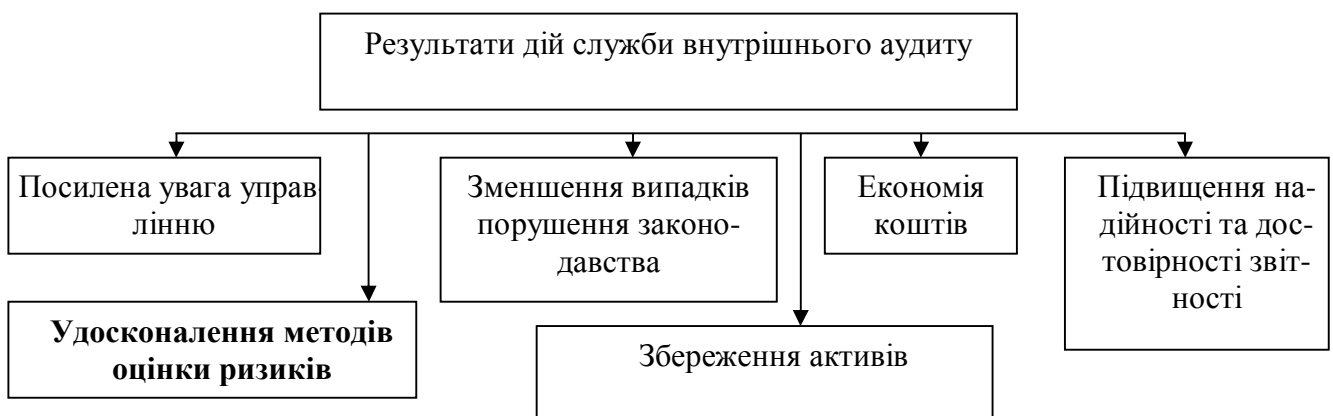 Результати дій служби внутрішнього аудиту
Посилена увага управ-
лінню
Зменшення випадків
порушення законо-
давства
Економія
коштів
Підвищення на-
дійності та дос-
товірності звіт-
ності
Удосконалення методів
оцінки ризиків
Збереження активів